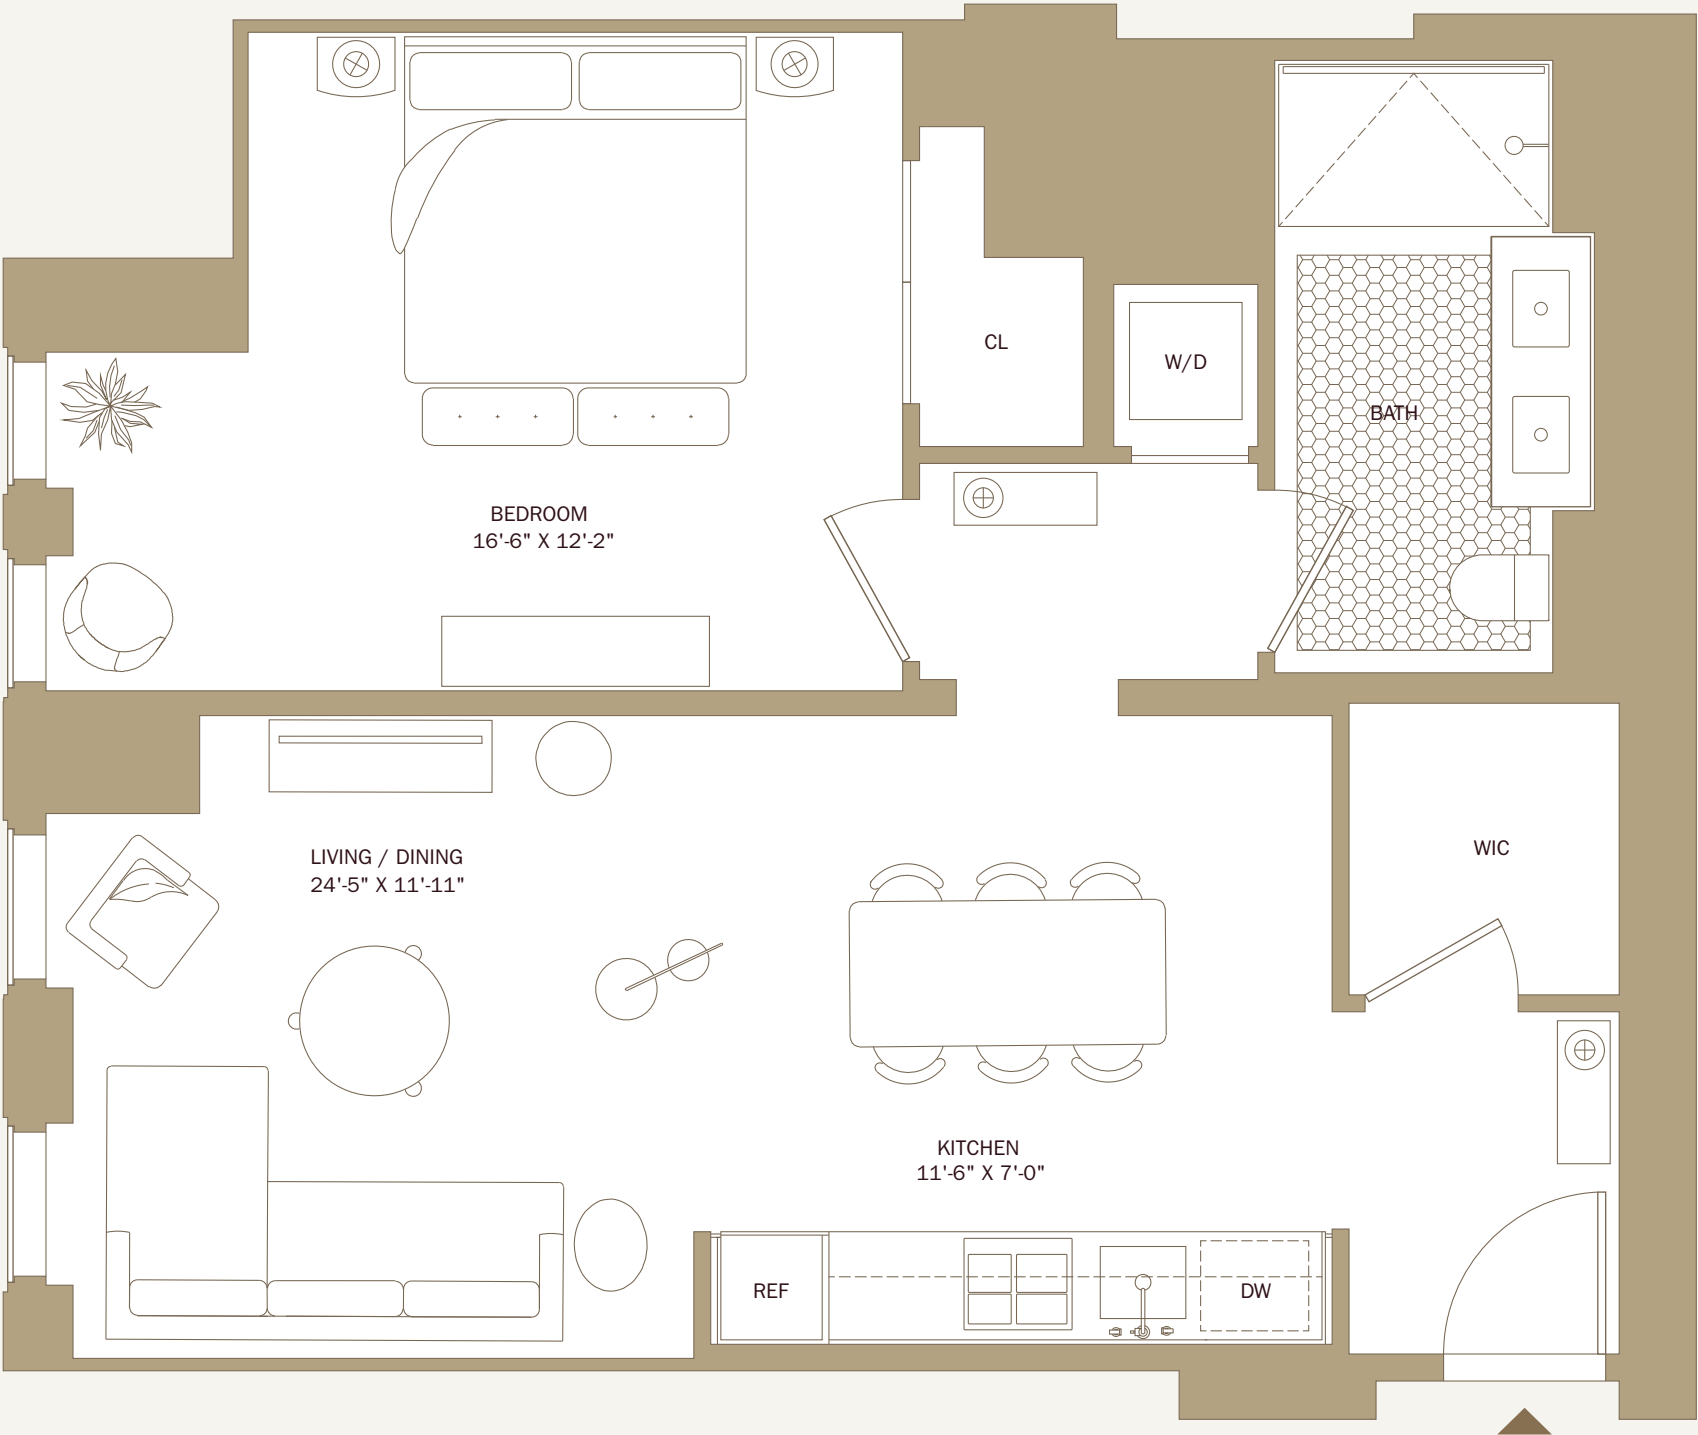 CL
W/D
BATH
BEDROOM
16'-6" X 12'-2"
LIVING / DINING
24'-5" X 11'-11"
WIC
KITCHEN
11'-6" X 7'-0"
REF
DW